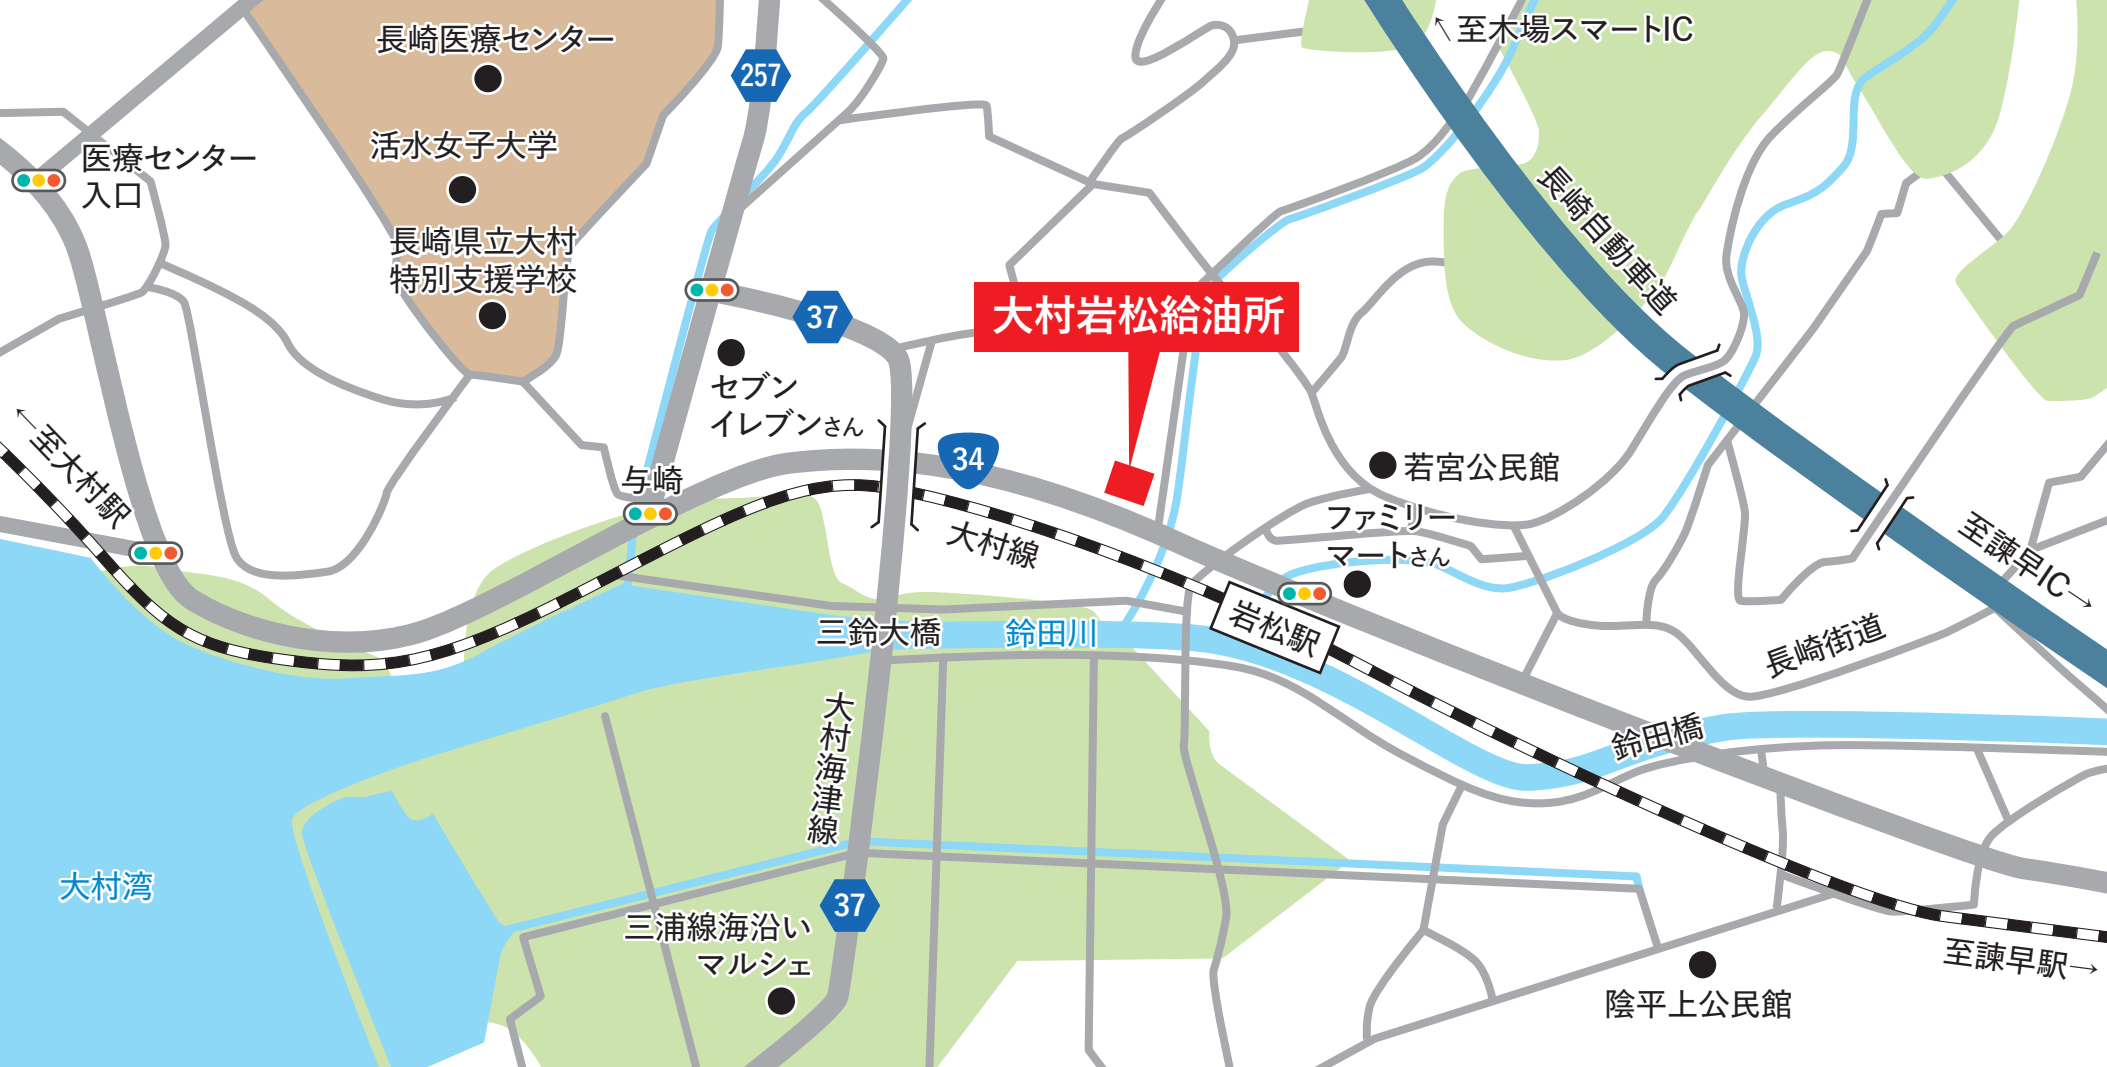 長崎医療センター
↖至木場スマートIC
257
活水女子大学
医療センター
入口
長崎自動車道
長崎県立大村
特別支援学校
37
大村岩松給油所
セブン
イレブンさん
←至大村駅
34
与崎
若宮公民館
ファミリー
マートさん
大村線
至諫早IC→
岩松駅
三鈴大橋
鈴田川
長崎街道
大村海津線
鈴田橋
大村湾
37
三浦線海沿い
マルシェ
至諫早駅→
陰平上公民館